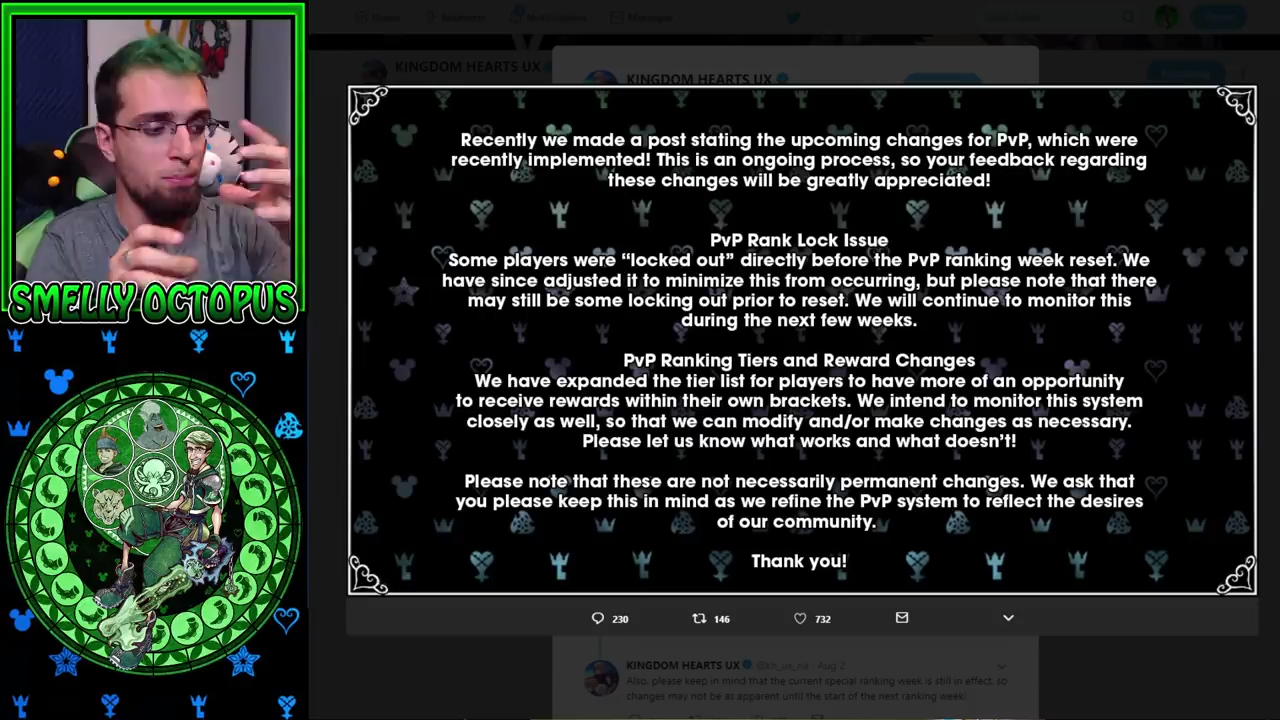 KINGDOM HEARTS UX
KINGDOM HEARTS UX
Recently we made a post stating the upcoming changes for PvP, which were
recently implemented! This is an ongoing process, so your feedback regarding
these changes will be greatly appreciated!
PvP Rank Lock Issue
Some players were “locked out” directly before the PvP ranking week reset. We
have since adjusted it to minimize this from occurring, but please note that there
may still be some locking out prior to reset. We will continue to monitor this
during the next few weeks.
PvP Ranking Tiers and Reward Changes
We have expanded the tier list for players to have more of an opportunity
to receive rewards within their own brackets. We intend to monitor this system
closely as well, so that we can modify and/or make changes as necessary.
Please let us know what works and what doesn't!
Please note that these are not necessarily permanent changes. We ask that
you please keep this in mind as we refine the PvP system to reflect the desires
of our community.
Thank you!
230 146 732
KINGDOM HEARTS UX @kh_ux_na · Aug 2
Also, please keep in mind that the current special ranking week is still in effect, so
changes may not be as apparent until the start of the next ranking week!
SMELLY OCTOPUS